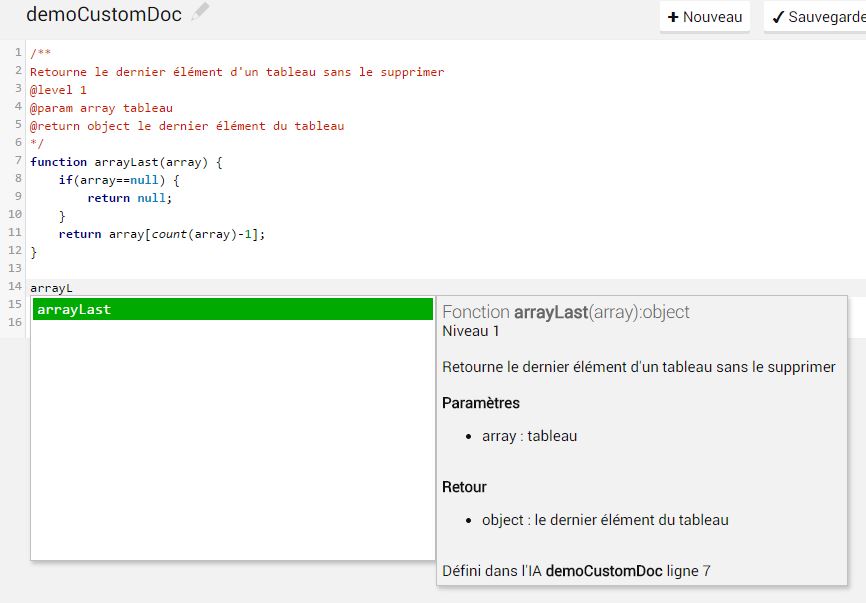 demoCustomDoc
+ Nouveau
✓ Sauvegarde
1 /**
2 Retourne le dernier élément d'un tableau sans le supprimer
3 @level 1
4 @param array tableau
5 @return object le dernier élément du tableau
6 */
7 function arrayLast(array) {
8 if(array==null) {
9 return null;
10 }
11 return array[count(array)-1];
12 }
13
14 arrayL
15
16
arrayLast
Fonction arrayLast(array):object
Niveau 1
Retourne le dernier élément d'un tableau sans le supprimer
Paramètres
• array : tableau
Retour
• object : le dernier élément du tableau
Défini dans l'IA demoCustomDoc ligne 7